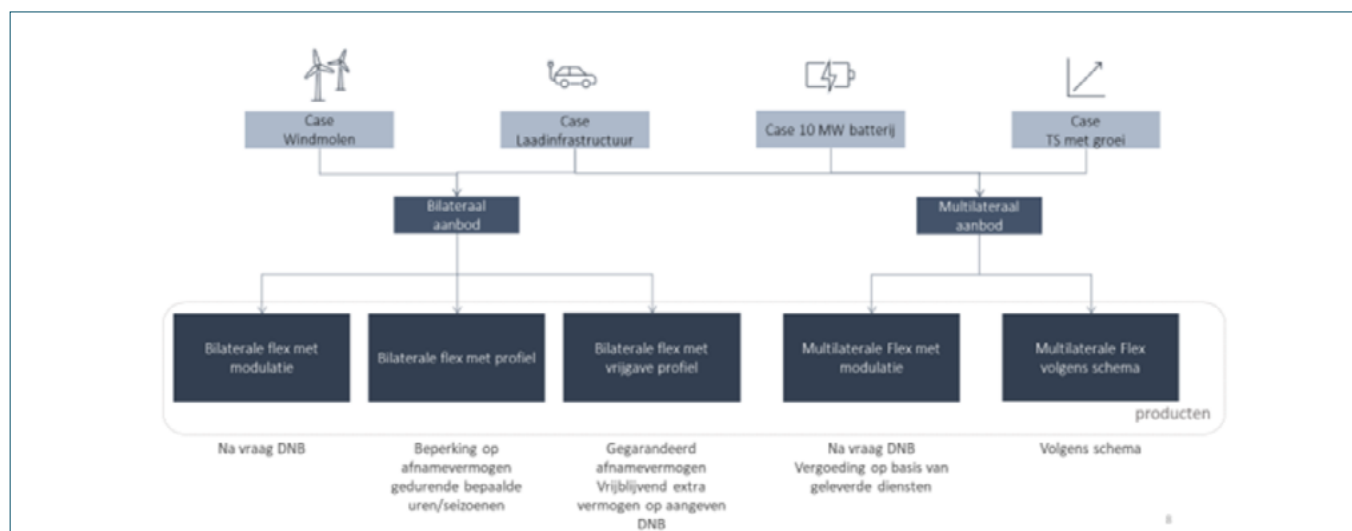 Case
Windmolen
Case
Laadinfrastructuur
Case 10 MW batterij
Case
TS met groei
Bilateraal
aanbod
Multilateraal
aanbod
Bilaterale flex met
modulatie
Bilaterale flex met profiel
Bilaterale flex met
vrijgave profiel
Multilaterale Flex met
modulatie
Multilaterale Flex
volgens schema
producten
Na vraag DNB
Beperking op
afnamevermogen
gedurende bepaalde
uren/seizoenen
Gegarandeerd
afnamevermogen
Vrijblijvend extra
vermogen op aangeven
DNB
Na vraag DNB
Vergoeding op basis van
geleverde diensten
Volgens schema
8